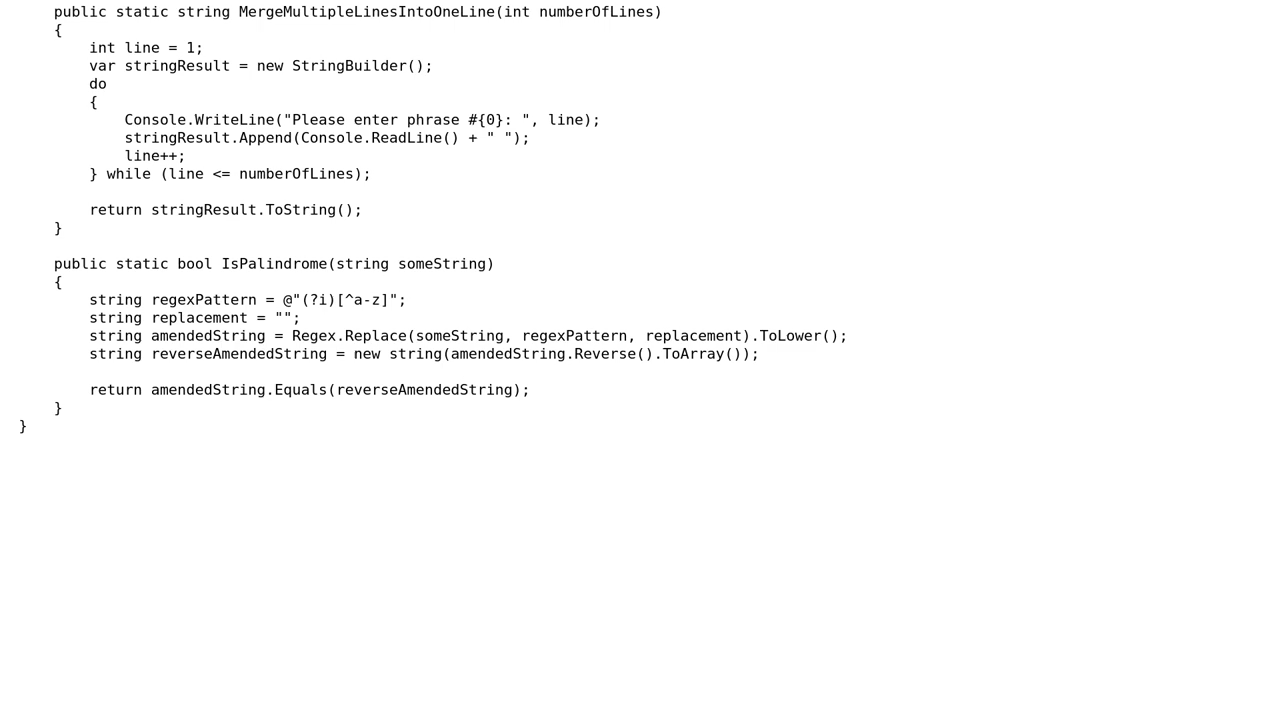 public static string MergeMultipleLinesIntoOneLine(int numberOfLines)
    {
        int line = 1;
        var stringResult = new StringBuilder();
        do
        {
            Console.WriteLine("Please enter phrase #{0}: ", line);
            stringResult.Append(Console.ReadLine() + " ");
            line++;
        } while (line <= numberOfLines);

        return stringResult.ToString();
    }

    public static bool IsPalindrome(string someString)
    {
        string regexPattern = @"(?i)[^a-z]";
        string replacement = "";
        string amendedString = Regex.Replace(someString, regexPattern, replacement).ToLower();
        string reverseAmendedString = new string(amendedString.Reverse().ToArray());

        return amendedString.Equals(reverseAmendedString);
    }
}